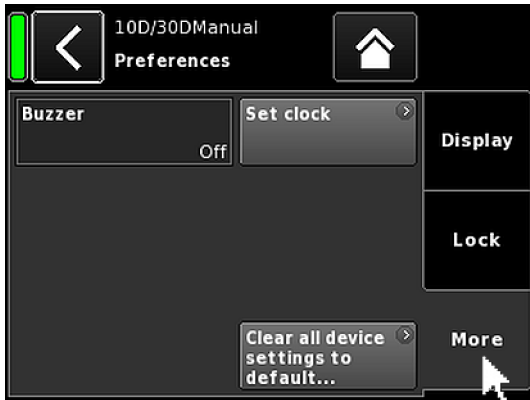 10D/30DManual
Preferences
Buzzer
Off
Set clock
Display
Lock
Clear all device
settings to
default...
More